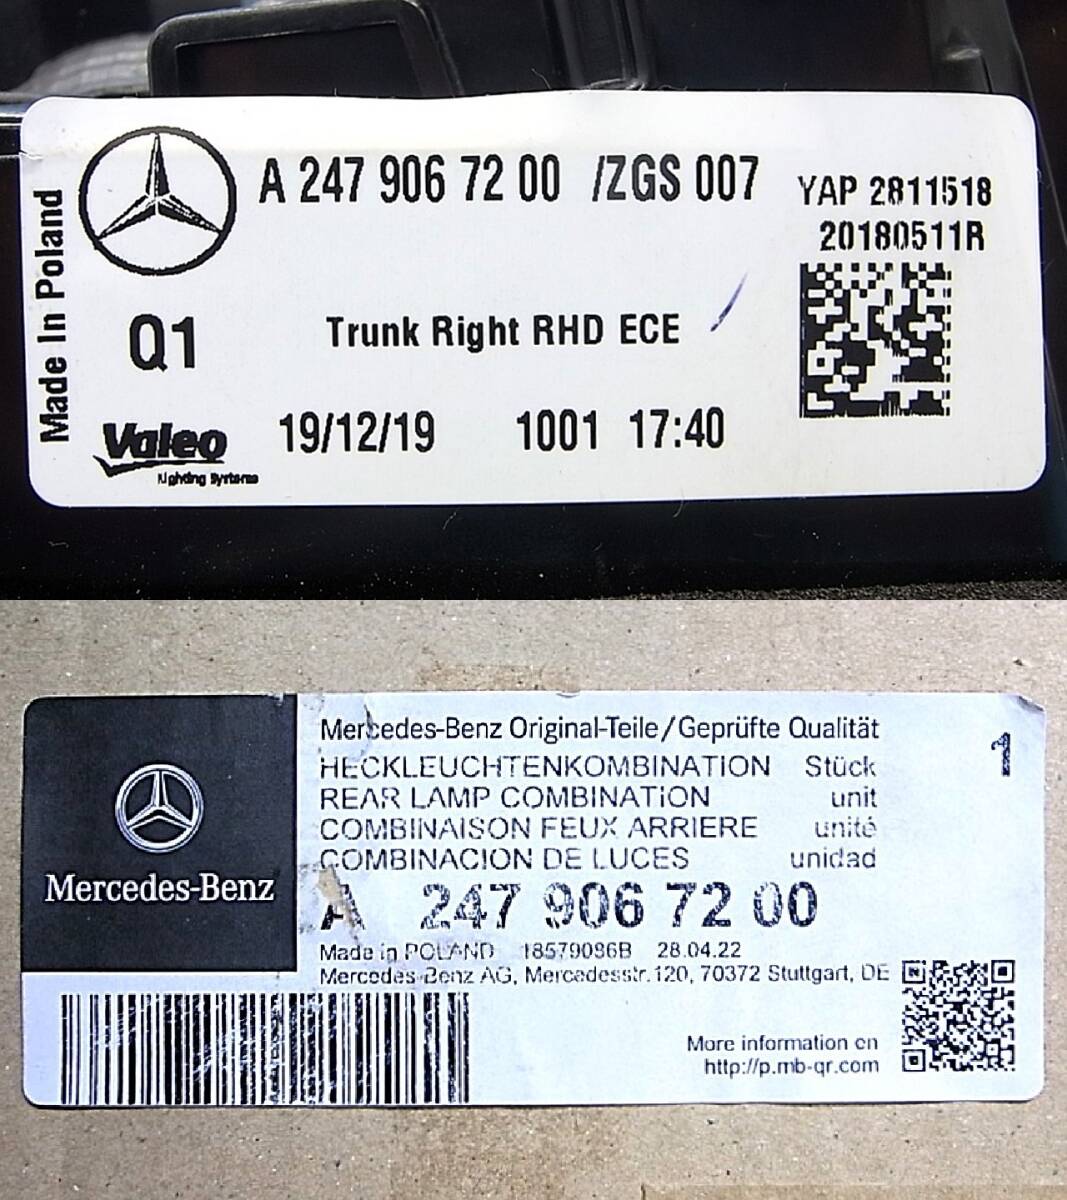 Made In Poland
A 247 906 72 00 /ZGS 007
YAP 2811518
20180511R
Q1
Trunk Right RHD ECE
Valeo
Lighting Systems
19/12/19 1001 17:40
Mercedes-Benz
Mercedes-Benz Original-Teile/Geprüfte Qualität
1
HECKLEUCHTENKOMBINATION Stück
REAR LAMP COMBINATION unit
COMBINAISON FEUX ARRIERE unité
COMBINACION DE LUCES unidad
A 247 906 72 00
Made in POLAND 18579086B 28.04.22
Mercedes-Benz AG, Mercedesstr.120, 70372 Stuttgart, DE
More information on
http://p.mb-qr.com